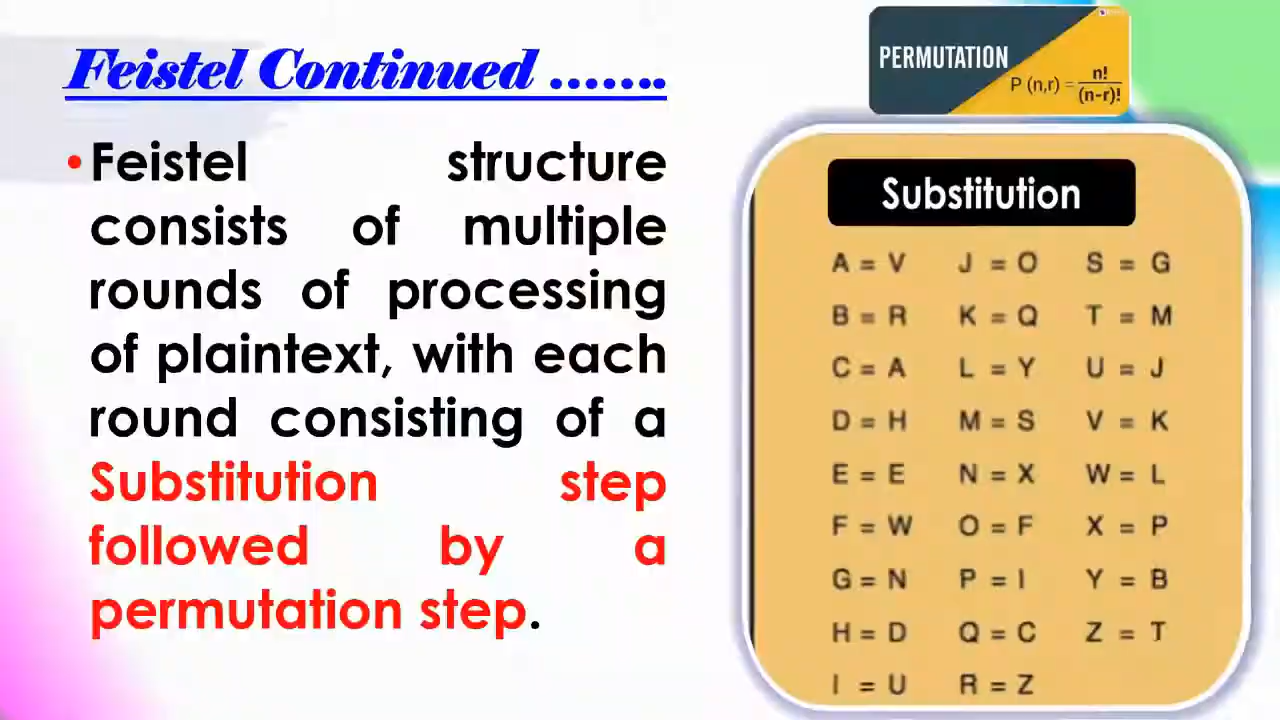 Feistel Continued .......
• Feistel structure
consists of multiple
rounds of processing
of plaintext, with each
round consisting of a
Substitution step
followed by a
permutation step.
PERMUTATION
P (n,r) = n!/(n-r)!
Substitution
A = V J = O S = G
B = R K = Q T = M
C = A L = Y U = J
D = H M = S V = K
E = E N = X W = L
F = W O = F X = P
G = N P = I Y = B
H = D Q = C Z = T
I = U R = Z